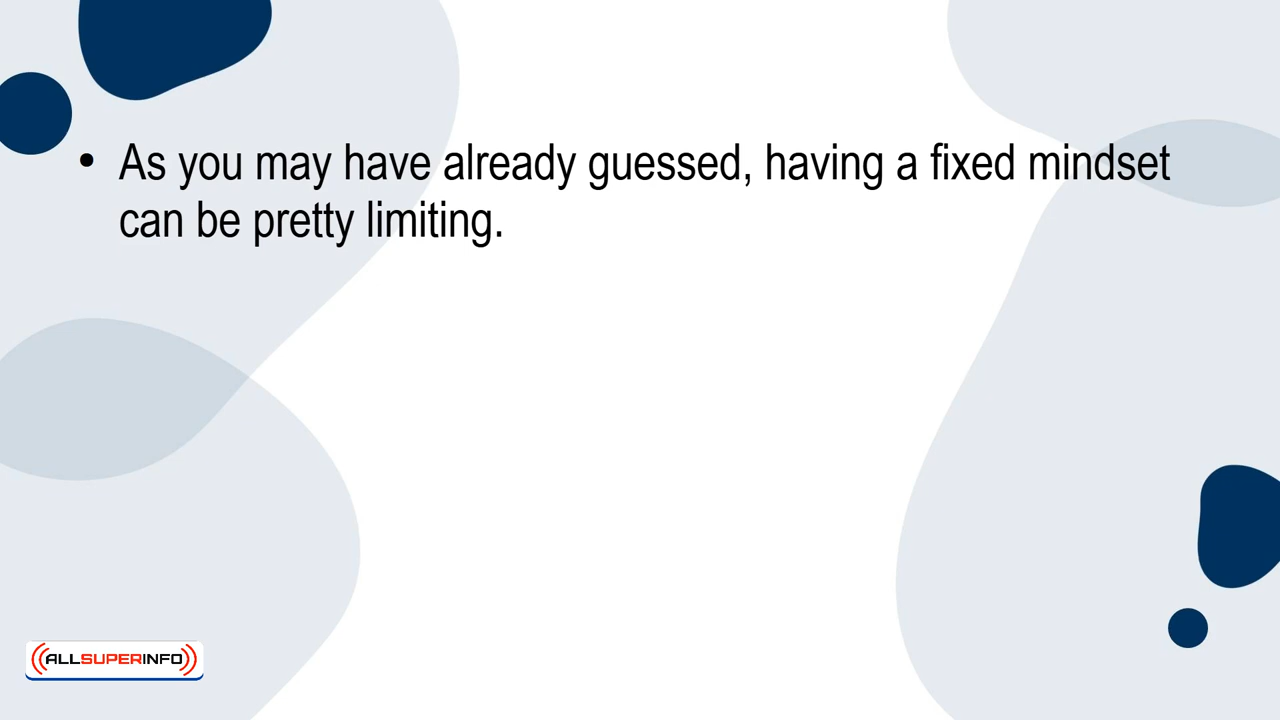 • As you may have already guessed, having a fixed mindset
can be pretty limiting.
ALLSUPERINFO